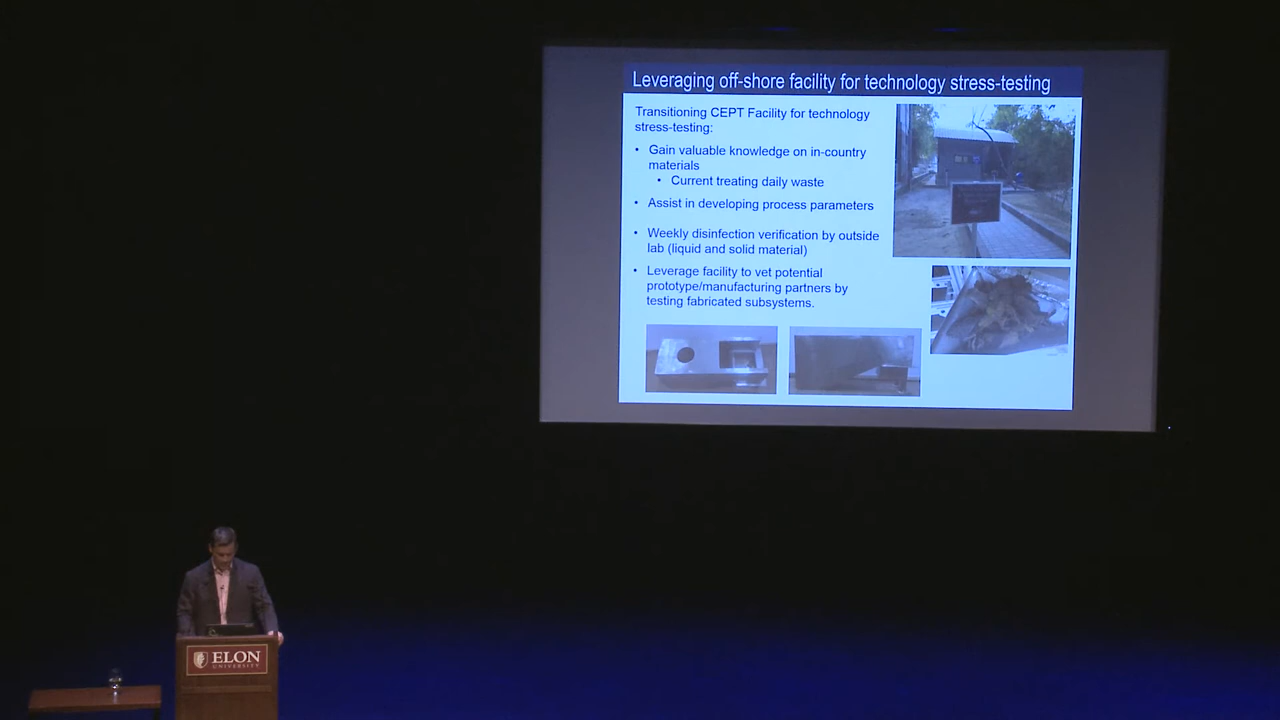 Leveraging off-shore facility for technology stress-testing
Transitioning CEPT Facility for technology
stress-testing:
• Gain valuable knowledge on in-country
materials
• Current treating daily waste
• Assist in developing process parameters
• Weekly disinfection verification by outside
lab (liquid and solid material)
• Leverage facility to vet potential
prototype/manufacturing partners by
testing fabricated subsystems.
ELON
UNIVERSITY